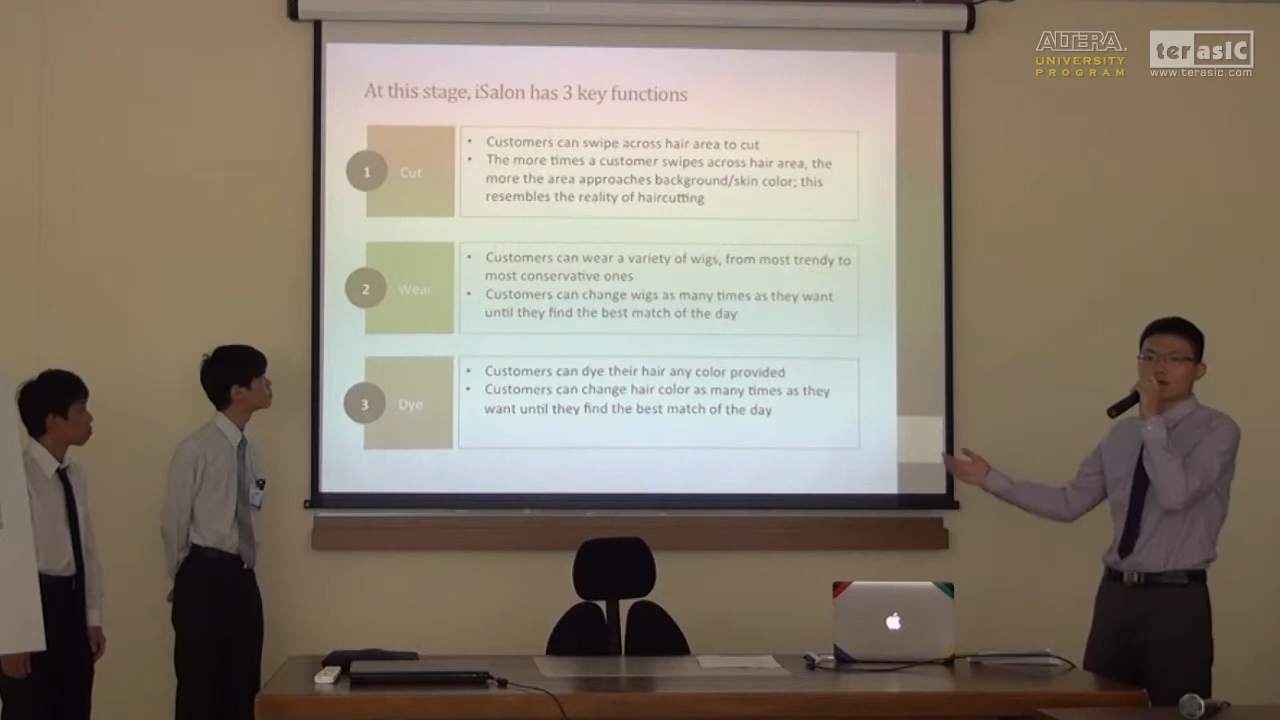 ALTERA.
UNIVERSITY
PROGRAM
terasIC
www.terasic.com
At this stage, iSalon has 3 key functions
1
Cut
• Customers can swipe across hair area to cut
• The more times a customer swipes across hair area, the
more the area approaches background/skin color; this
resembles the reality of haircutting
2
Wear
• Customers can wear a variety of wigs, from most trendy to
most conservative ones
• Customers can change wigs as many times as they want
until they find the best match of the day
3
Dye
• Customers can dye their hair any color provided
• Customers can change hair color as many times as they
want until they find the best match of the day